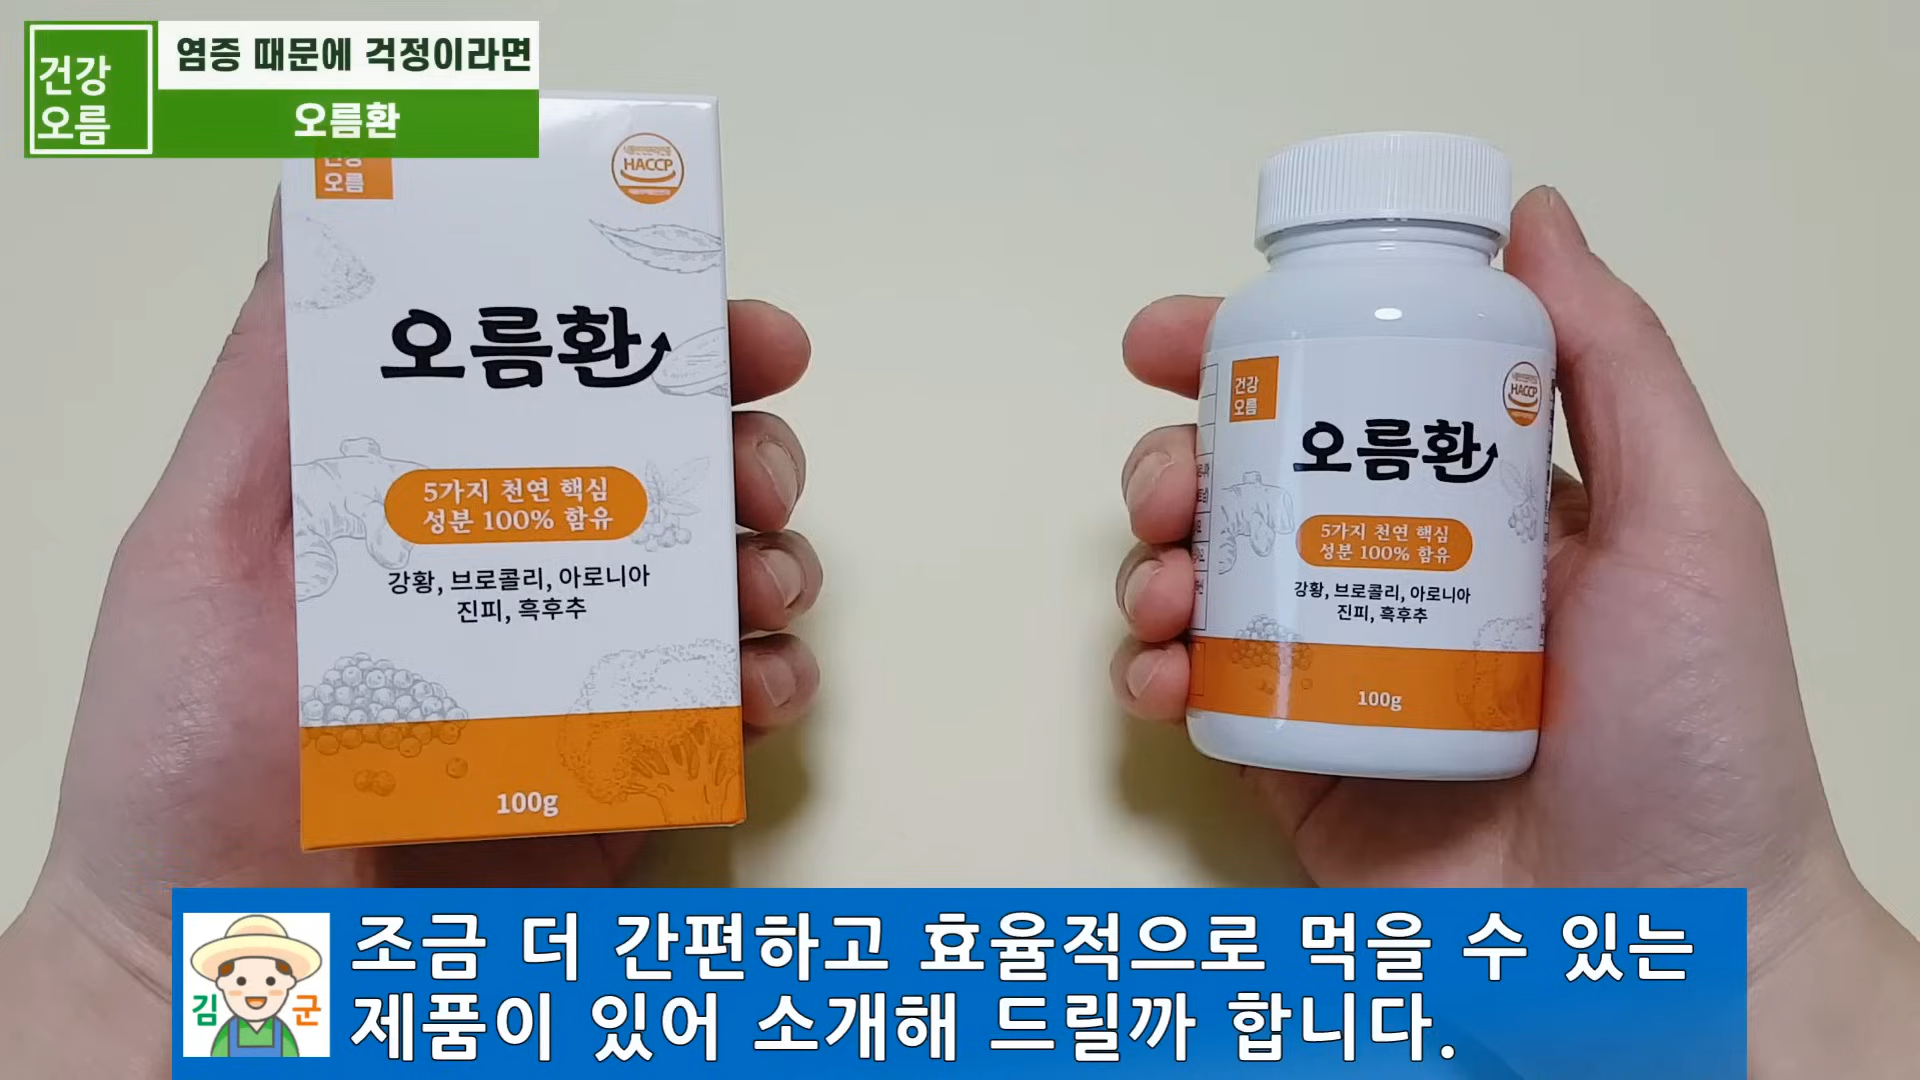 건강
오름
염증 때문에 걱정이라면
오름환
건강
오름
HACCP
오름환
5가지 천연 핵심
성분 100% 함유
강황, 브로콜리, 아로니아
진피, 흑후추
100g
건강
오름
HACCP
오름환
5가지 천연 핵심
성분 100% 함유
강황, 브로콜리, 아로니아
진피, 흑후추
100g
김 군
조금 더 간편하고 효율적으로 먹을 수 있는
제품이 있어 소개해 드릴까 합니다.